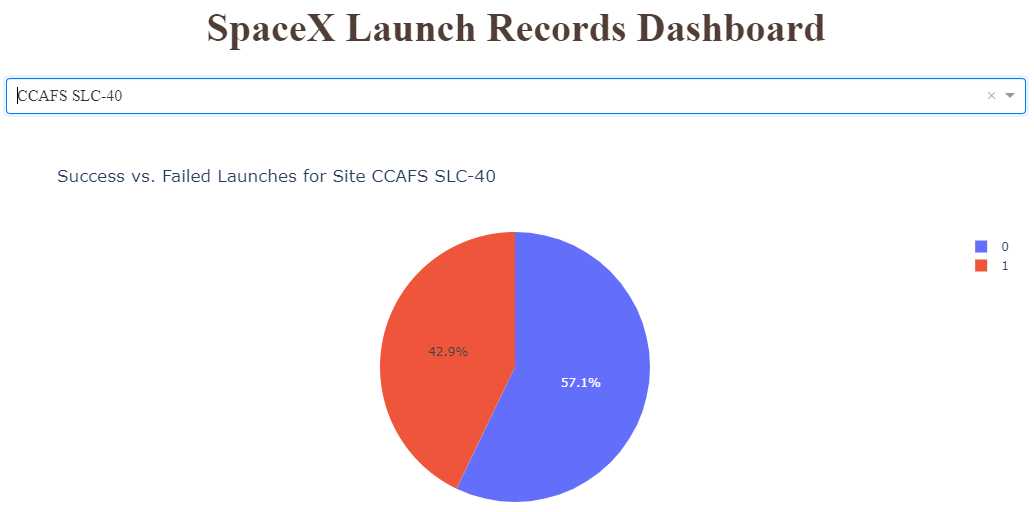 SpaceX Launch Records Dashboard
CCAFS SLC-40
×
Success vs. Failed Launches for Site CCAFS SLC-40
0
1
42.9%
57.1%